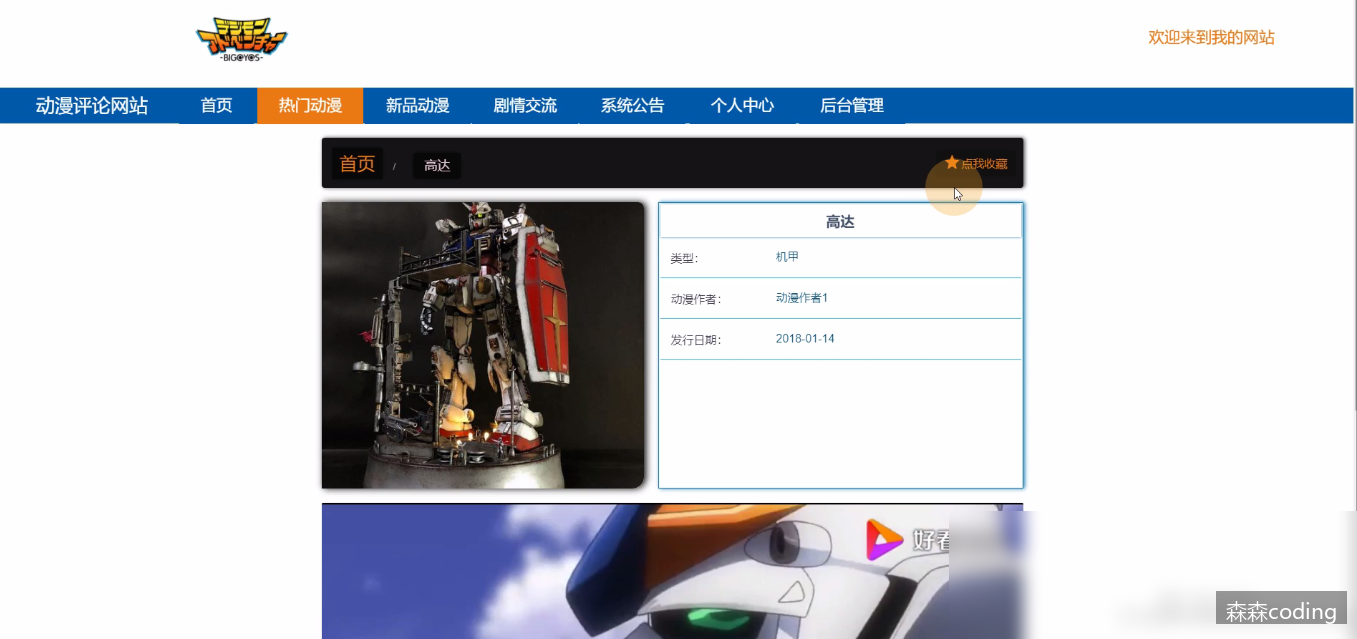 デジモン
アドベンチャー
-BIG@Y@S-
欢迎来到我的网站
动漫评论网站 首页 热门动漫 新品动漫 剧情交流 系统公告 个人中心 后台管理
首页 / 高达 点我收藏
高达
类型： 机甲
动漫作者： 动漫作者1
发行日期： 2018-01-14
好看
森森coding